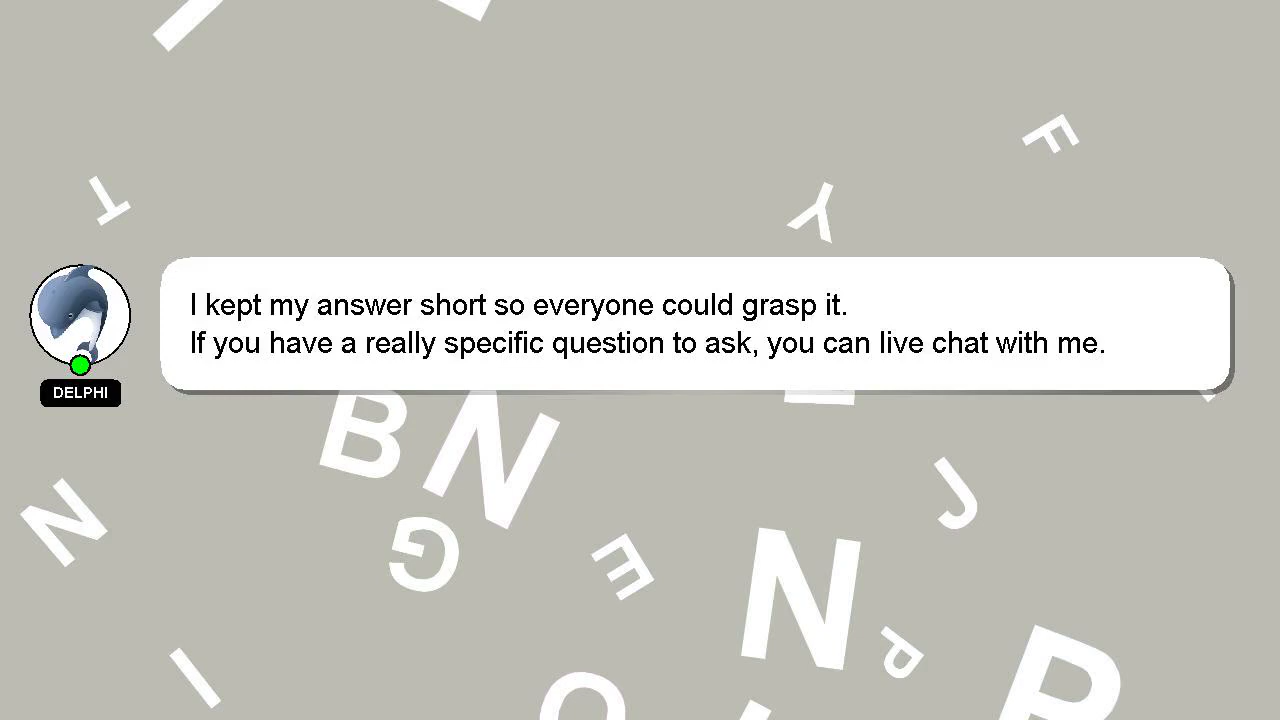 I kept my answer short so everyone could grasp it.
If you have a really specific question to ask, you can live chat with me.
DELPHI
T
F
Y
B
N
G
E
N
J
N
P
I
O
R